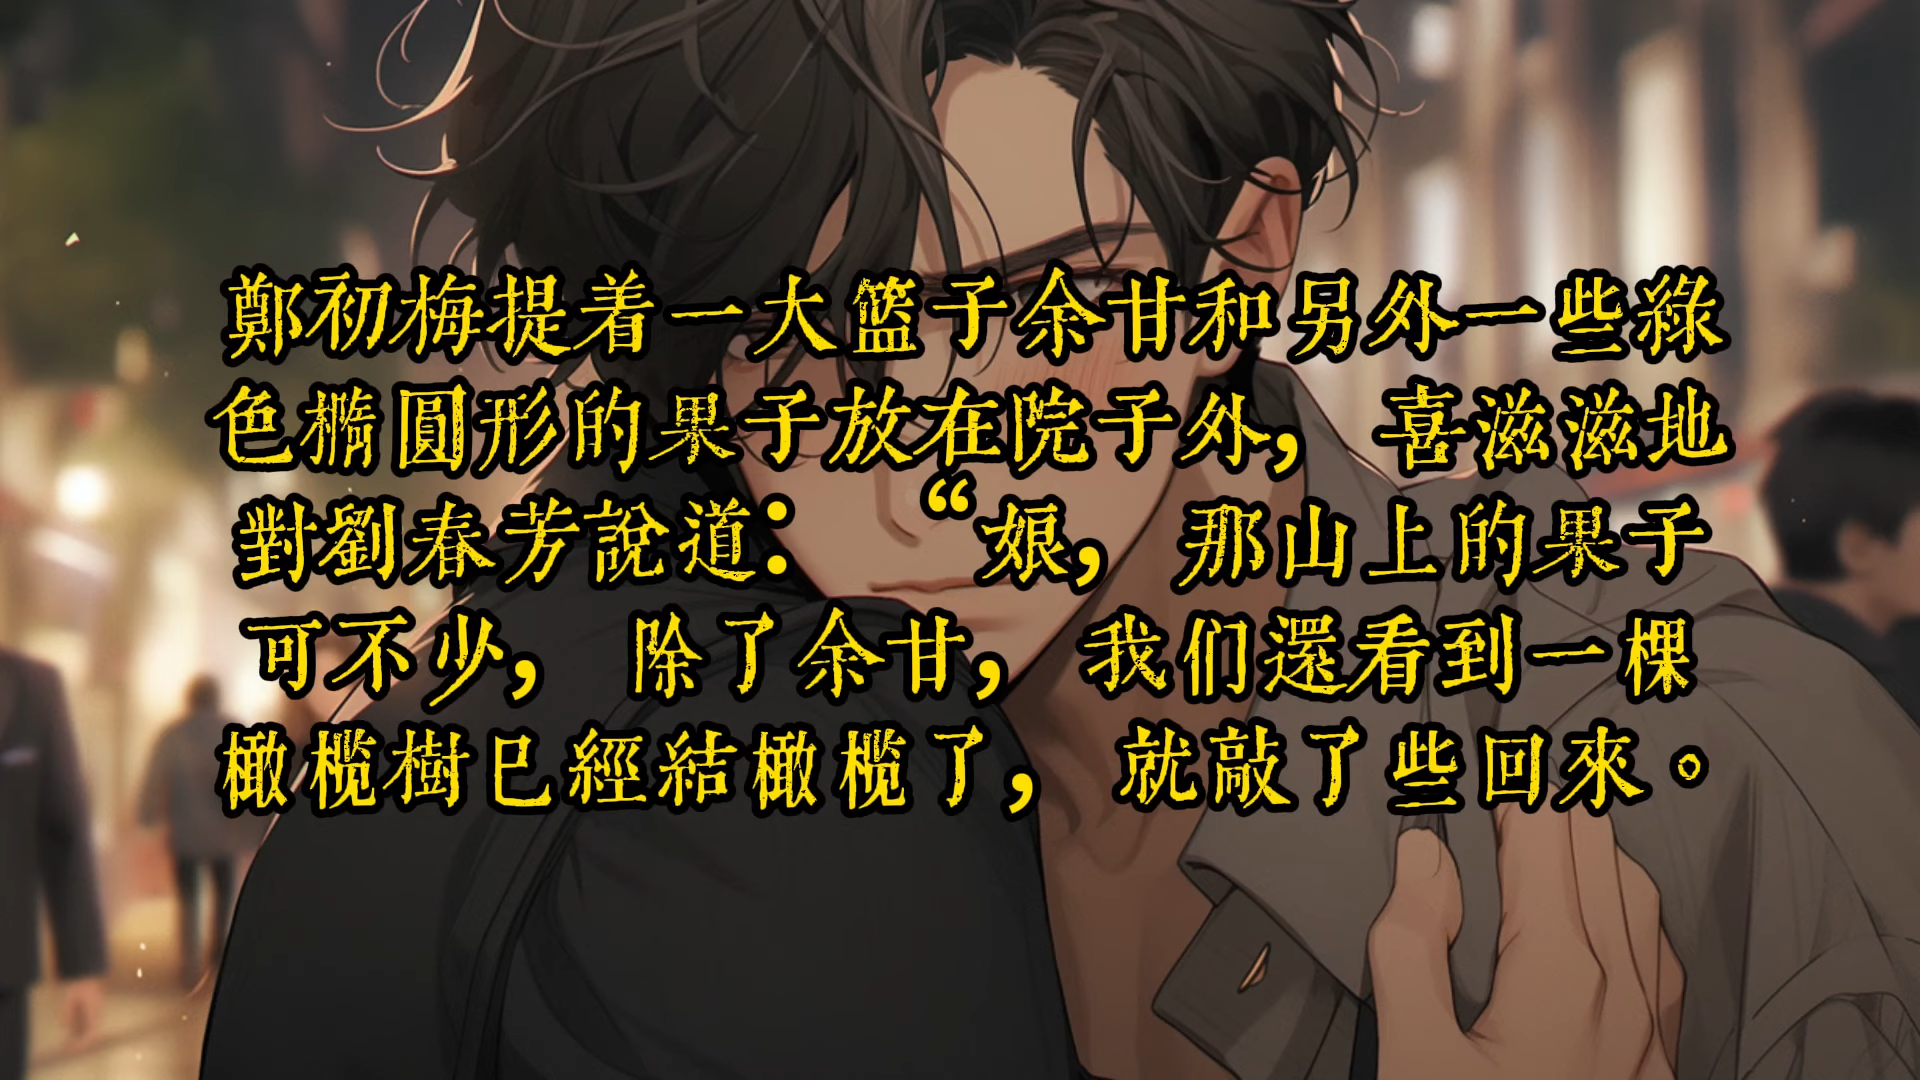 鄭初梅提着一大篮子余甘和另外一些綠
色橢圓形的果子放在院子外，喜滋滋地
對劉春芳說道：“娘，那山上的果子
可不少，除了余甘，我们還看到一棵
橄榄樹已經結橄榄了，就敲了些回來。